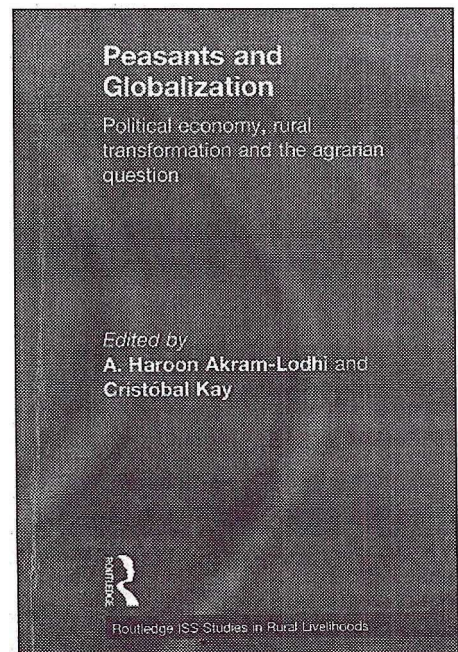 Peasants and
Globalization
Political economy, rural
transformation and the agrarian
question
Edited by
A. Haroon Akram-Lodhi and
Cristóbal Kay
ROUTLEDGE
Routledge ISS Studies in Rural Livelihoods